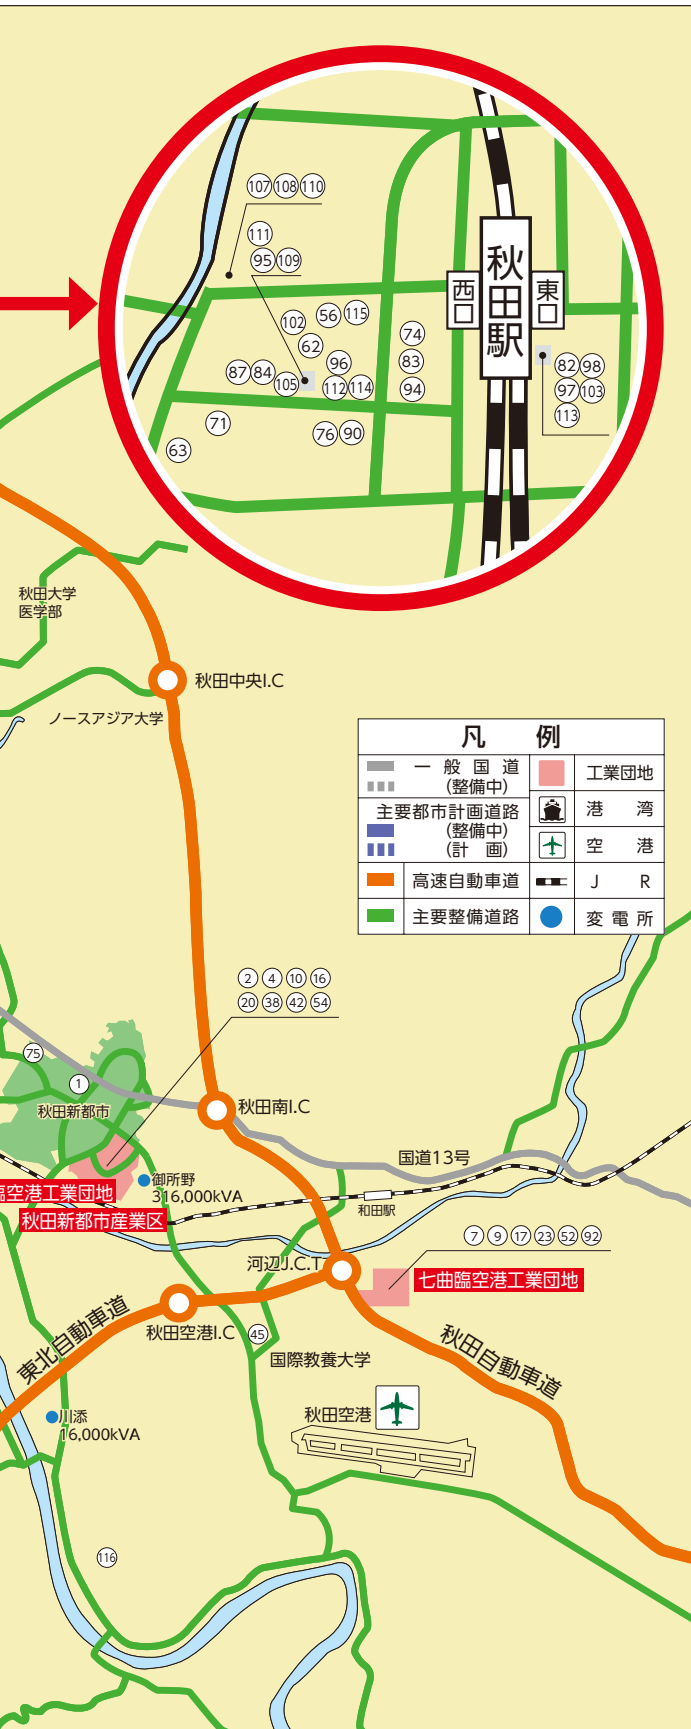 107 108 110
111
95 109
102 56 115
62
96
87 84
105 112 114
74
83
94
71
76 90
63
西口
秋田駅
東口
82 98
97 103
113
秋田大学
医学部
秋田中央I.C
ノースアジア大学
凡 例
一般国道
(整備中)
主要都市計画道路
(整備中)
(計 画)
高速自動車道
主要整備道路
工業団地
港 湾
空 港
J R
変電所
2 4 10 16
20 38 42 54
75
1
秋田新都市
秋田南I.C
国道13号
御所野
316,000kVA
臨空港工業団地
秋田新都市産業区
和田駅
7 9 17 23 52 92
河辺J.C.T
七曲臨空港工業団地
東北自動車道
秋田空港I.C
45
国際教養大学
秋田自動車道
秋田空港
川添
16,000kVA
116